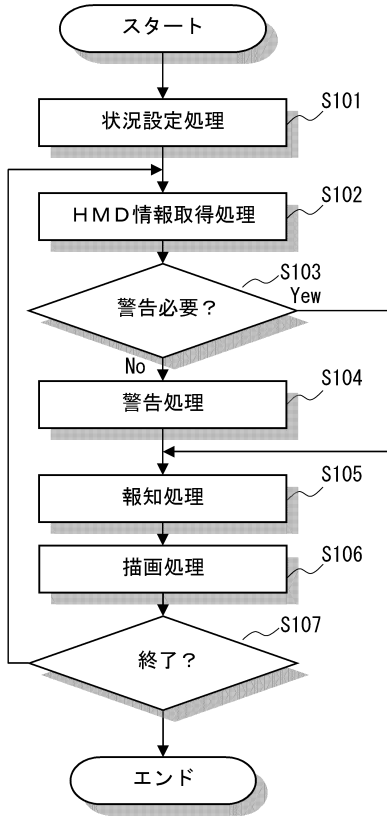 スタート
状況設定処理
S101
ＨＭＤ情報取得処理
S102
警告必要？
S103
Yew
No
警告処理
S104
報知処理
S105
描画処理
S106
終了？
S107
エンド